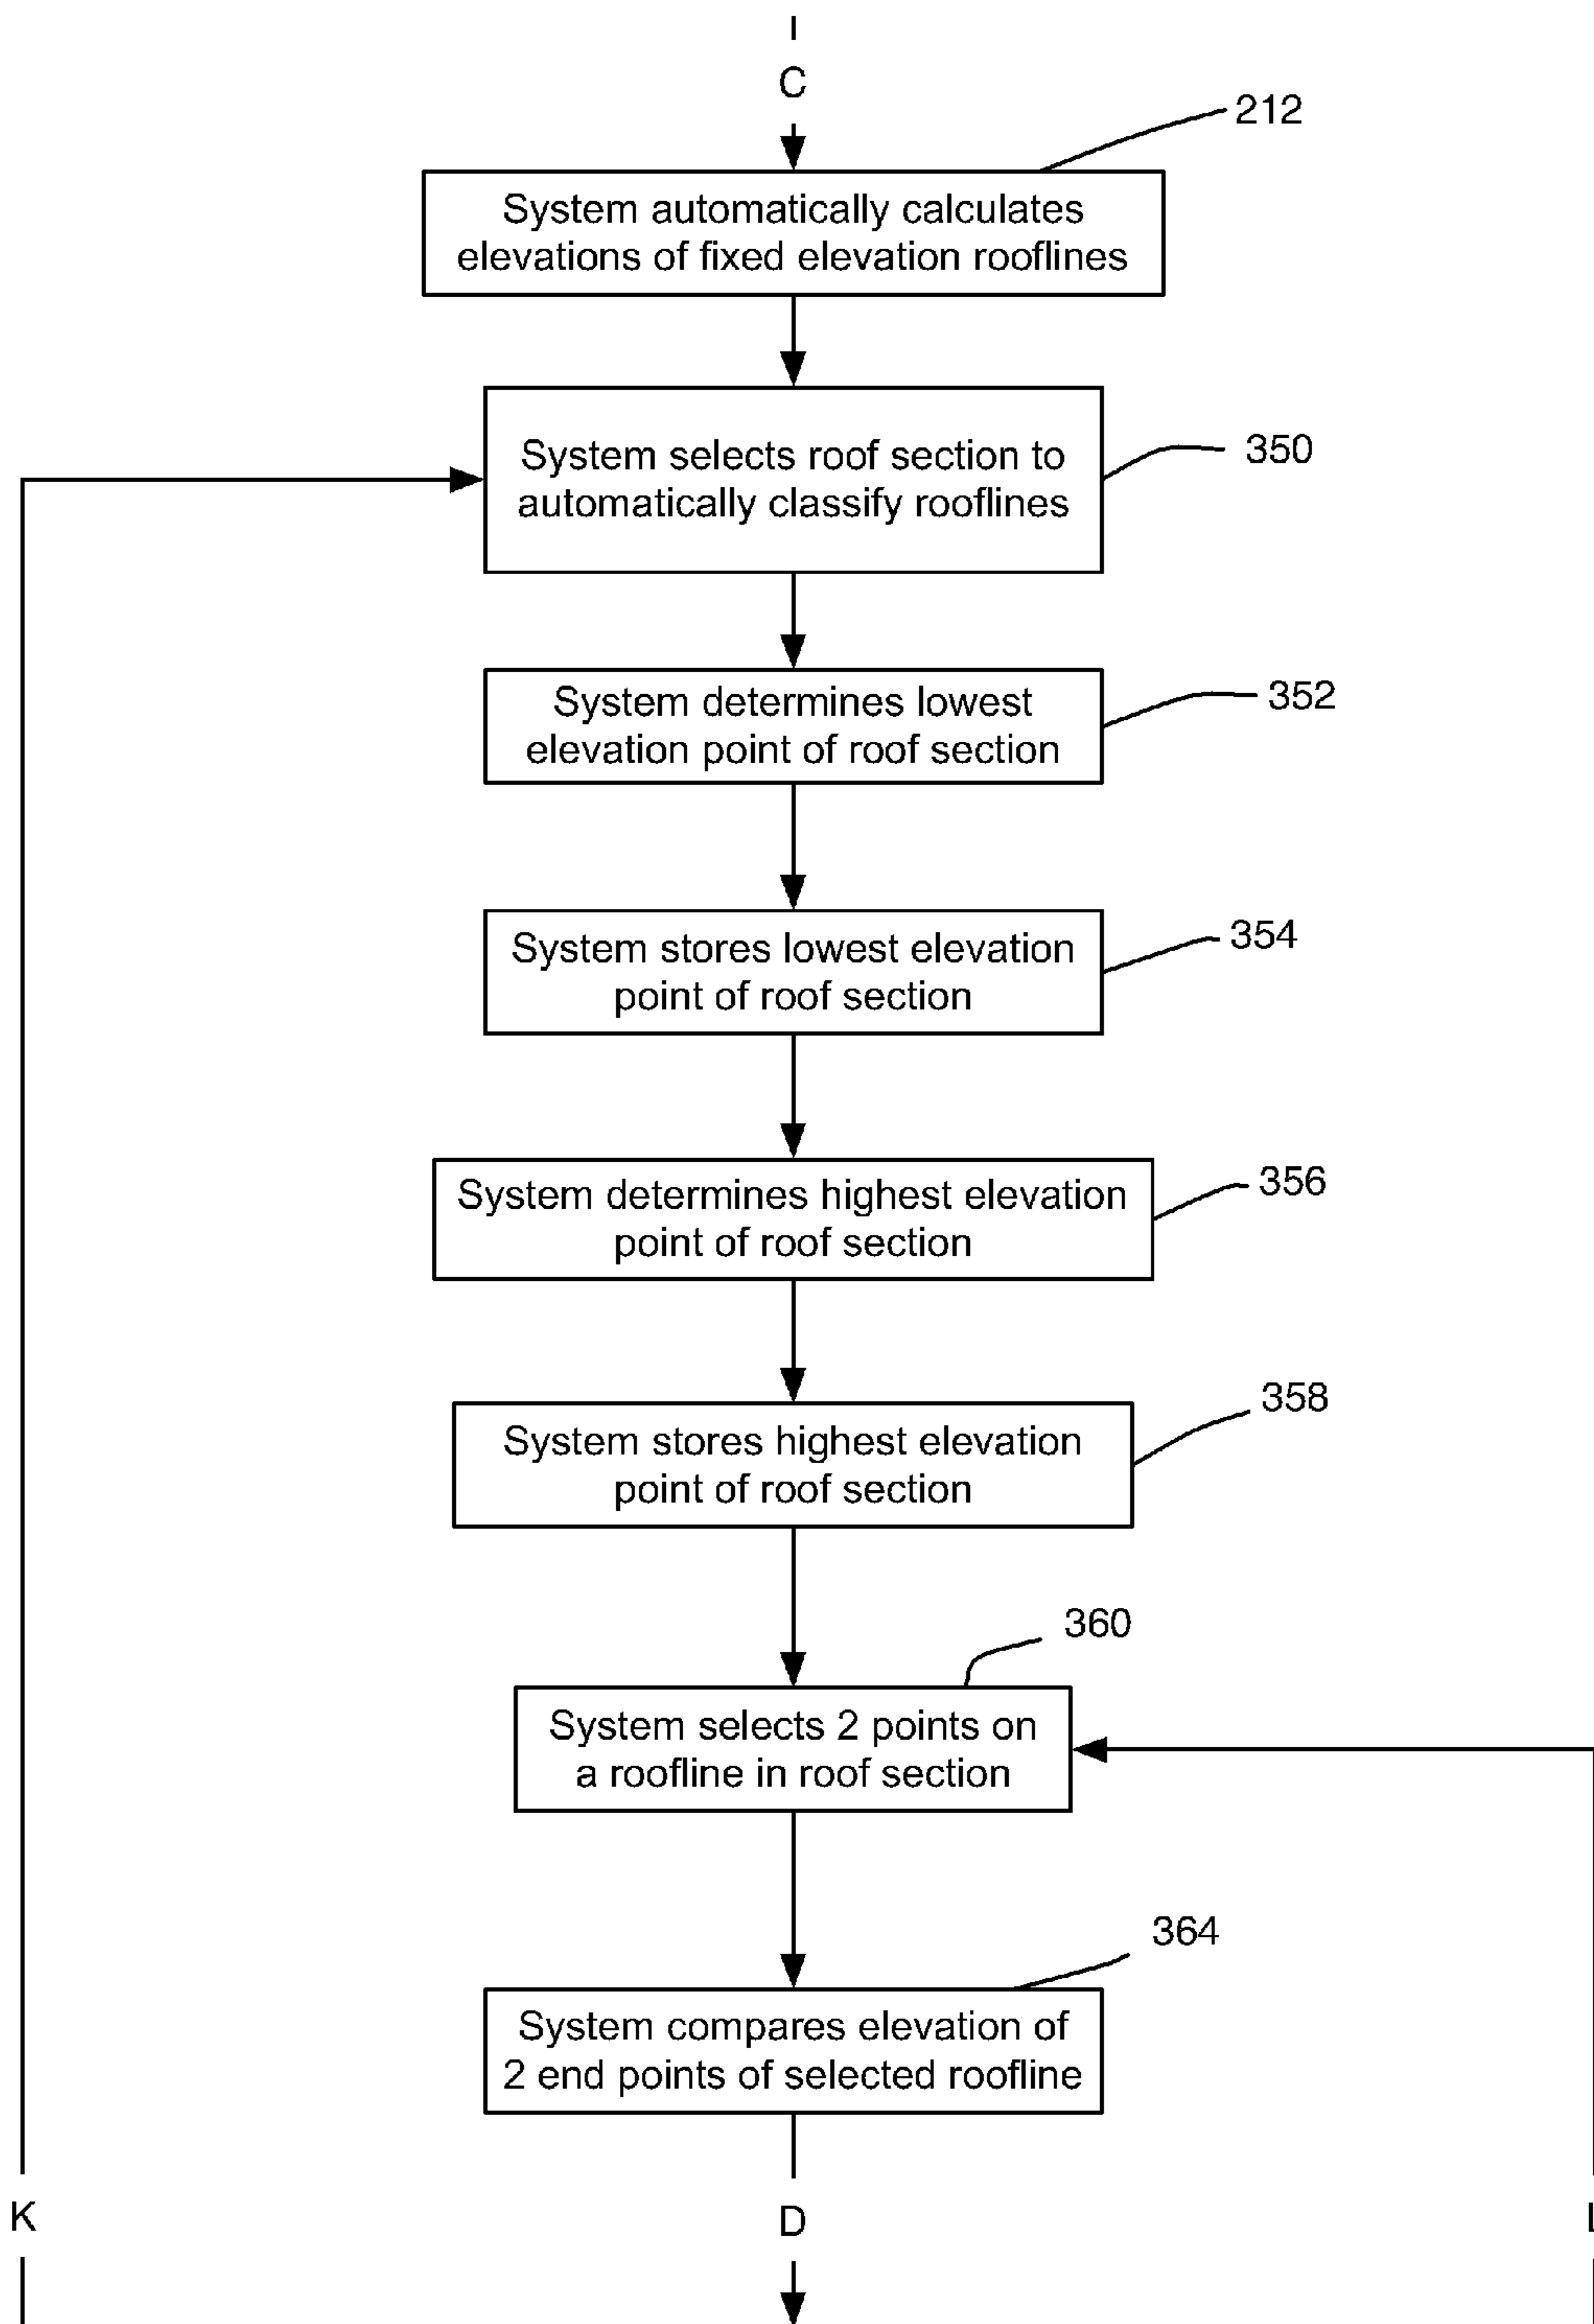 C
212
System automatically calculates
elevations of fixed elevation rooflines
350
System selects roof section to
automatically classify rooflines
352
System determines lowest
elevation point of roof section
354
System stores lowest elevation
point of roof section
356
System determines highest elevation
point of roof section
358
System stores highest elevation
point of roof section
360
System selects 2 points on
a roofline in roof section
364
System compares elevation of
2 end points of selected roofline
K
D